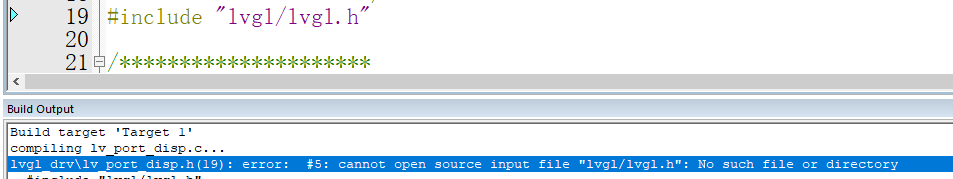 19 #include "lvgl/lvgl.h"
20
21 /*********************
Build Output
Build target 'Target 1'
compiling lv_port_disp.c...
lvgl_drv\lv_port_disp.h(19): error:  #5: cannot open source input file "lvgl/lvgl.h": No such file or directory
#include "lvgl/lvgl.h"